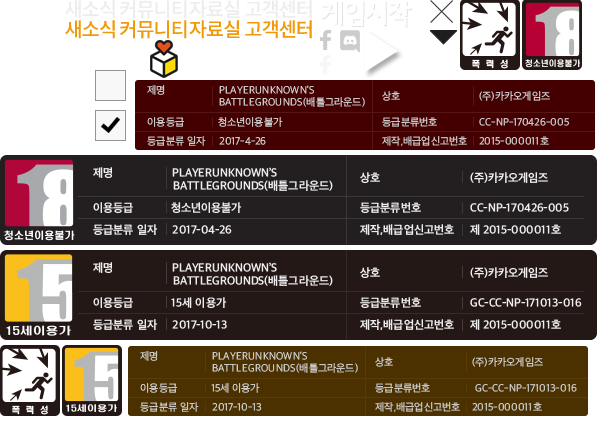 새소식 커뮤니티 자료실 고객센터
게임시작
새소식 커뮤니티 자료실 고객센터
폭력성
18
청소년이용불가
제명 PLAYERUNKNOWN'S BATTLEGROUNDS(배틀그라운드) 상호 (주)카카오게임즈
이용등급 청소년이용불가 등급분류번호 CC-NP-170426-005
등급분류 일자 2017-4-26 제작,배급업신고번호 2015-000011호
18
청소년이용불가
제명 PLAYERUNKNOWN'S BATTLEGROUNDS(배틀그라운드) 상호 (주)카카오게임즈
이용등급 청소년이용불가 등급분류번호 CC-NP-170426-005
등급분류 일자 2017-04-26 제작,배급업신고번호 제 2015-000011호
15
15세이용가
제명 PLAYERUNKNOWN'S BATTLEGROUNDS(배틀그라운드) 상호 (주)카카오게임즈
이용등급 15세 이용가 등급분류번호 GC-CC-NP-171013-016
등급분류 일자 2017-10-13 제작,배급업신고번호 제 2015-000011호
폭력성
15
15세이용가
제명 PLAYERUNKNOWN'S BATTLEGROUNDS(배틀그라운드) 상호 (주)카카오게임즈
이용등급 15세 이용가 등급분류번호 GC-CC-NP-171013-016
등급분류 일자 2017-10-13 제작,배급업신고번호 2015-000011호